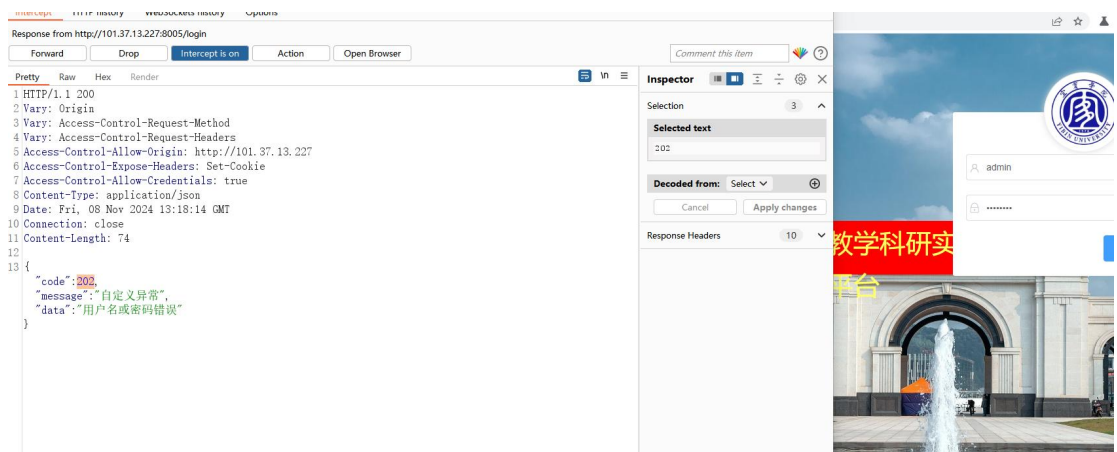 Intercept HTTP history WebSockets history Options
Response from http://101.37.13.227:8005/login
Forward Drop Intercept is on Action Open Browser Comment this item
Pretty Raw Hex Render \n
Inspector
1 HTTP/1.1 200
2 Vary: Origin
3 Vary: Access-Control-Request-Method
4 Vary: Access-Control-Request-Headers
5 Access-Control-Allow-Origin: http://101.37.13.227
6 Access-Control-Expose-Headers: Set-Cookie
7 Access-Control-Allow-Credentials: true
8 Content-Type: application/json
9 Date: Fri, 08 Nov 2024 13:18:14 GMT
10 Connection: close
11 Content-Length: 74
12
13 {
"code":202,
"message":"自定义异常",
"data":"用户名或密码错误"
}
Selection 3
Selected text
202
Decoded from: Select
Cancel Apply changes
Response Headers 10
YIBIN UNIVERSITY
admin
••••••••
教学科研实
平台